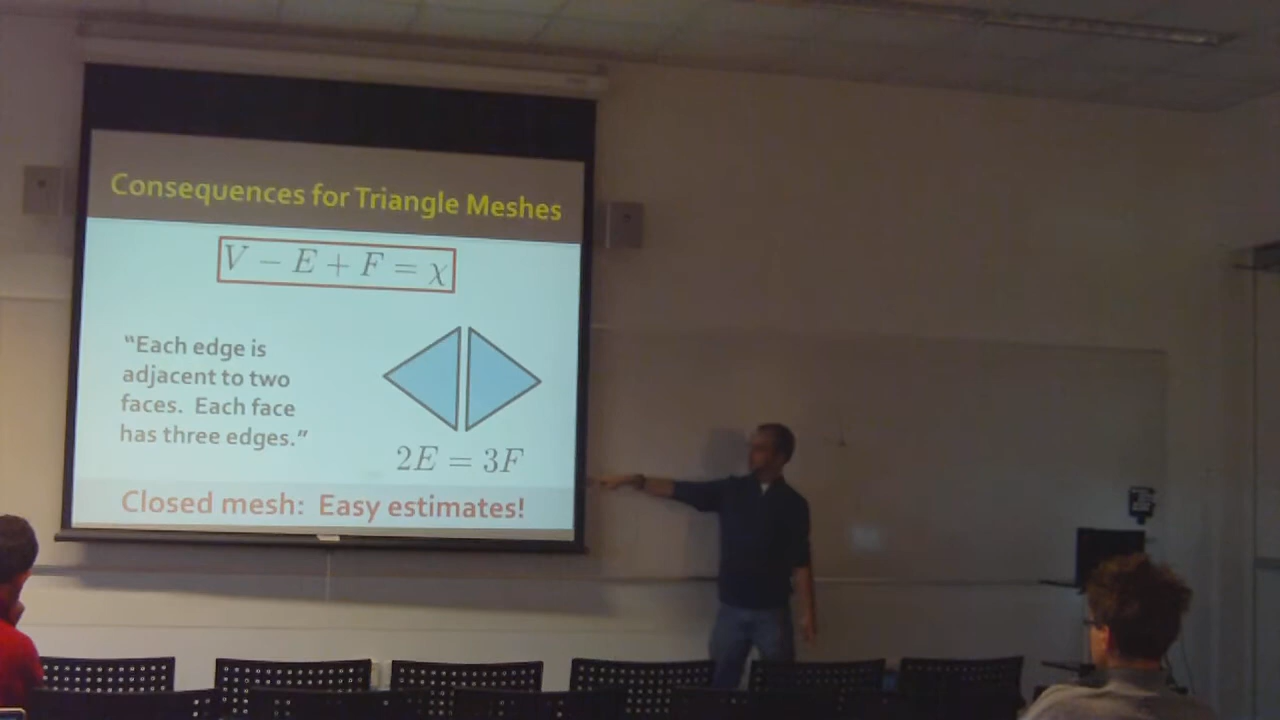 Consequences for Triangle Meshes
V − E + F = χ
“Each edge is
adjacent to two
faces. Each face
has three edges.”
2E = 3F
Closed mesh: Easy estimates!